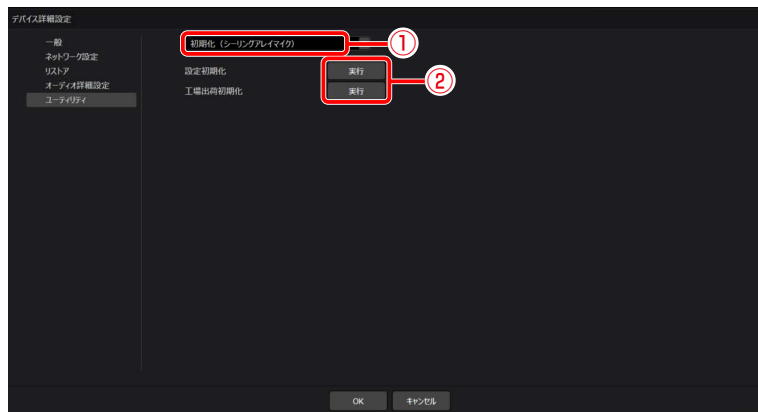 デバイス詳細設定
一般
ネットワーク設定
リストア
オーディオ詳細設定
ユーティリティ
初期化（シーリングアレイマイク）
①
設定初期化
実行
工場出荷初期化
実行
②
OK
キャンセル